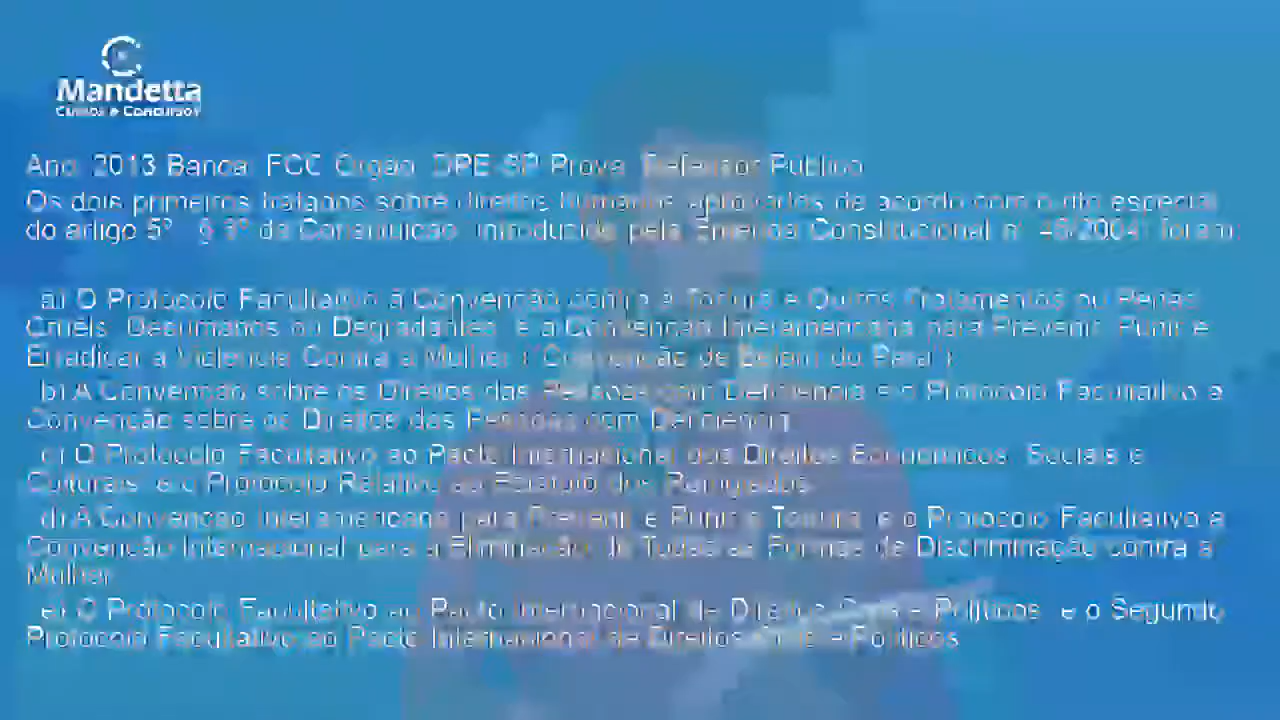 Mandetta
Cursos e Concursos
Ano: 2013 Banca: FCC Órgão: DPE-SP Prova: Defensor Público
Os dois primeiros tratados sobre direitos humanos aprovados de acordo com o rito especial
do artigo 5º, § 3º da Constituição, introduzido pela Emenda Constitucional nº 45/2004, foram:
a) O Protocolo Facultativo à Convenção contra a Tortura e Outros Tratamentos ou Penas
Cruéis, Desumanos ou Degradantes, e a Convenção Interamericana para Prevenir, Punir e
Erradicar a Violência Contra a Mulher ("Convenção de Belém do Pará").
b) A Convenção sobre os Direitos das Pessoas com Deficiência e o Protocolo Facultativo à
Convenção sobre os Direitos das Pessoas com Deficiência.
c) O Protocolo Facultativo ao Pacto Internacional dos Direitos Econômicos, Sociais e
Culturais, e o Protocolo Relativo ao Estatuto dos Refugiados.
d) A Convenção Interamericana para Prevenir e Punir a Tortura, e o Protocolo Facultativo à
Convenção Internacional para a Eliminação de Todas as Formas de Discriminação contra a
Mulher.
e) O Protocolo Facultativo ao Pacto Internacional de Direitos Civis e Políticos, e o Segundo
Protocolo Facultativo ao Pacto Internacional de Direitos Civis e Políticos.